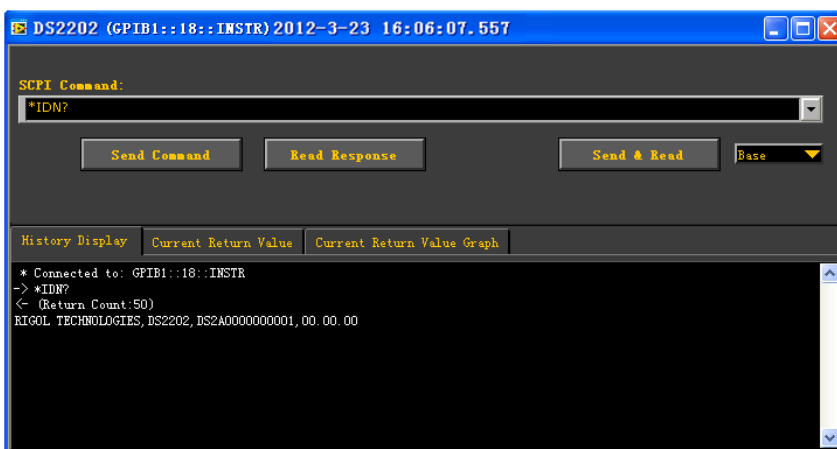 DS2202 (GPIB1::18::INSTR) 2012-3-23 16:06:07.557
SCPI Command:
*IDN?
Send Command
Read Response
Send & Read
Base
History Display
Current Return Value
Current Return Value Graph
* Connected to: GPIB1::18::INSTR
-> *IDN?
<- (Return Count:50)
RIGOL TECHNOLOGIES,DS2202,DS2A0000000001,00.00.00